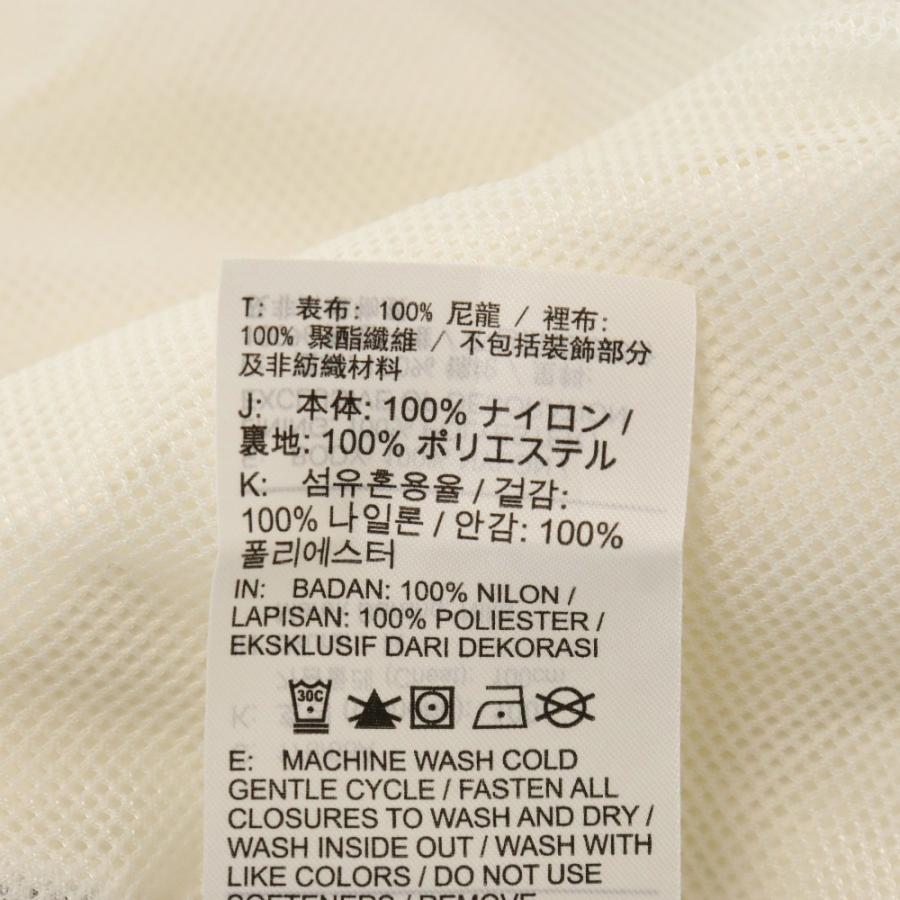 T: 表布: 100% 尼龍 / 裡布:
100% 聚酯纖維 / 不包括裝飾部分
及非紡織材料
J: 本体: 100% ナイロン /
裏地: 100% ポリエステル
K: 섬유혼용율 / 겉감:
100% 나일론 / 안감: 100%
폴리에스터
IN: BADAN: 100% NILON /
LAPISAN: 100% POLIESTER /
EKSKLUSIF DARI DEKORASI
30C
E: MACHINE WASH COLD
GENTLE CYCLE / FASTEN ALL
CLOSURES TO WASH AND DRY /
WASH INSIDE OUT / WASH WITH
LIKE COLORS / DO NOT USE
SOFTENERS / REMOVE